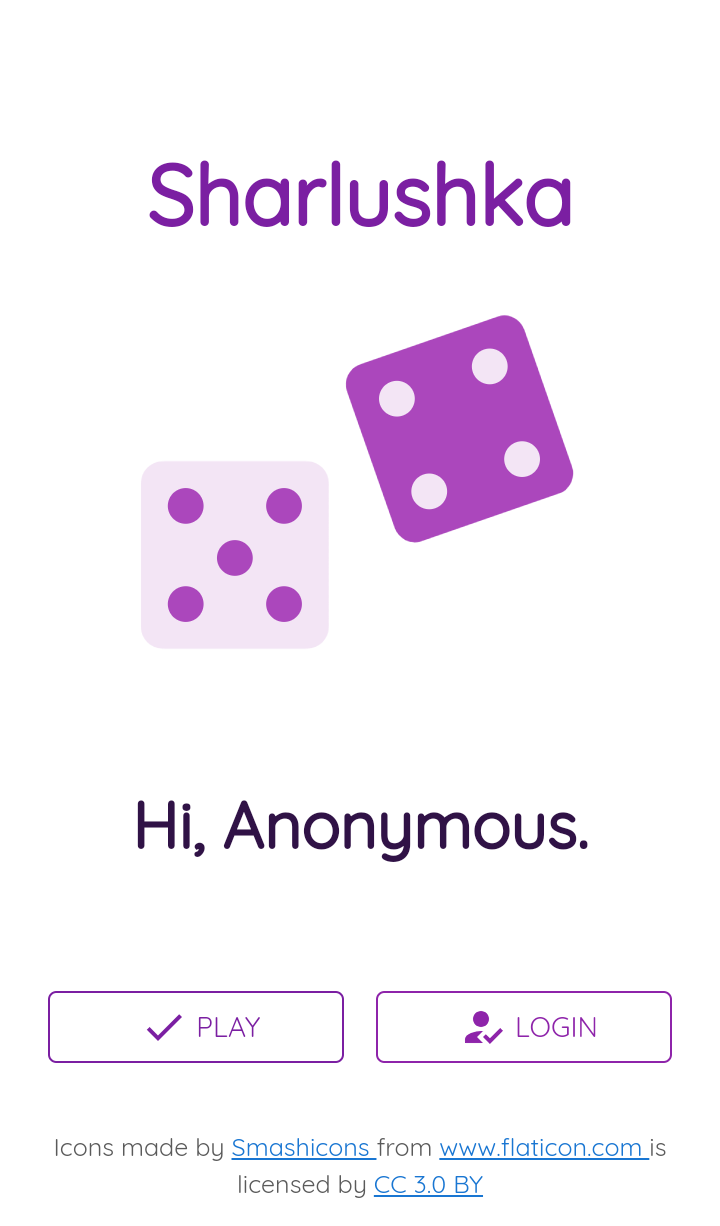 Sharlushka
Hi, Anonymous.
PLAY
LOGIN
Icons made by Smashicons from www.flaticon.com is
licensed by CC 3.0 BY